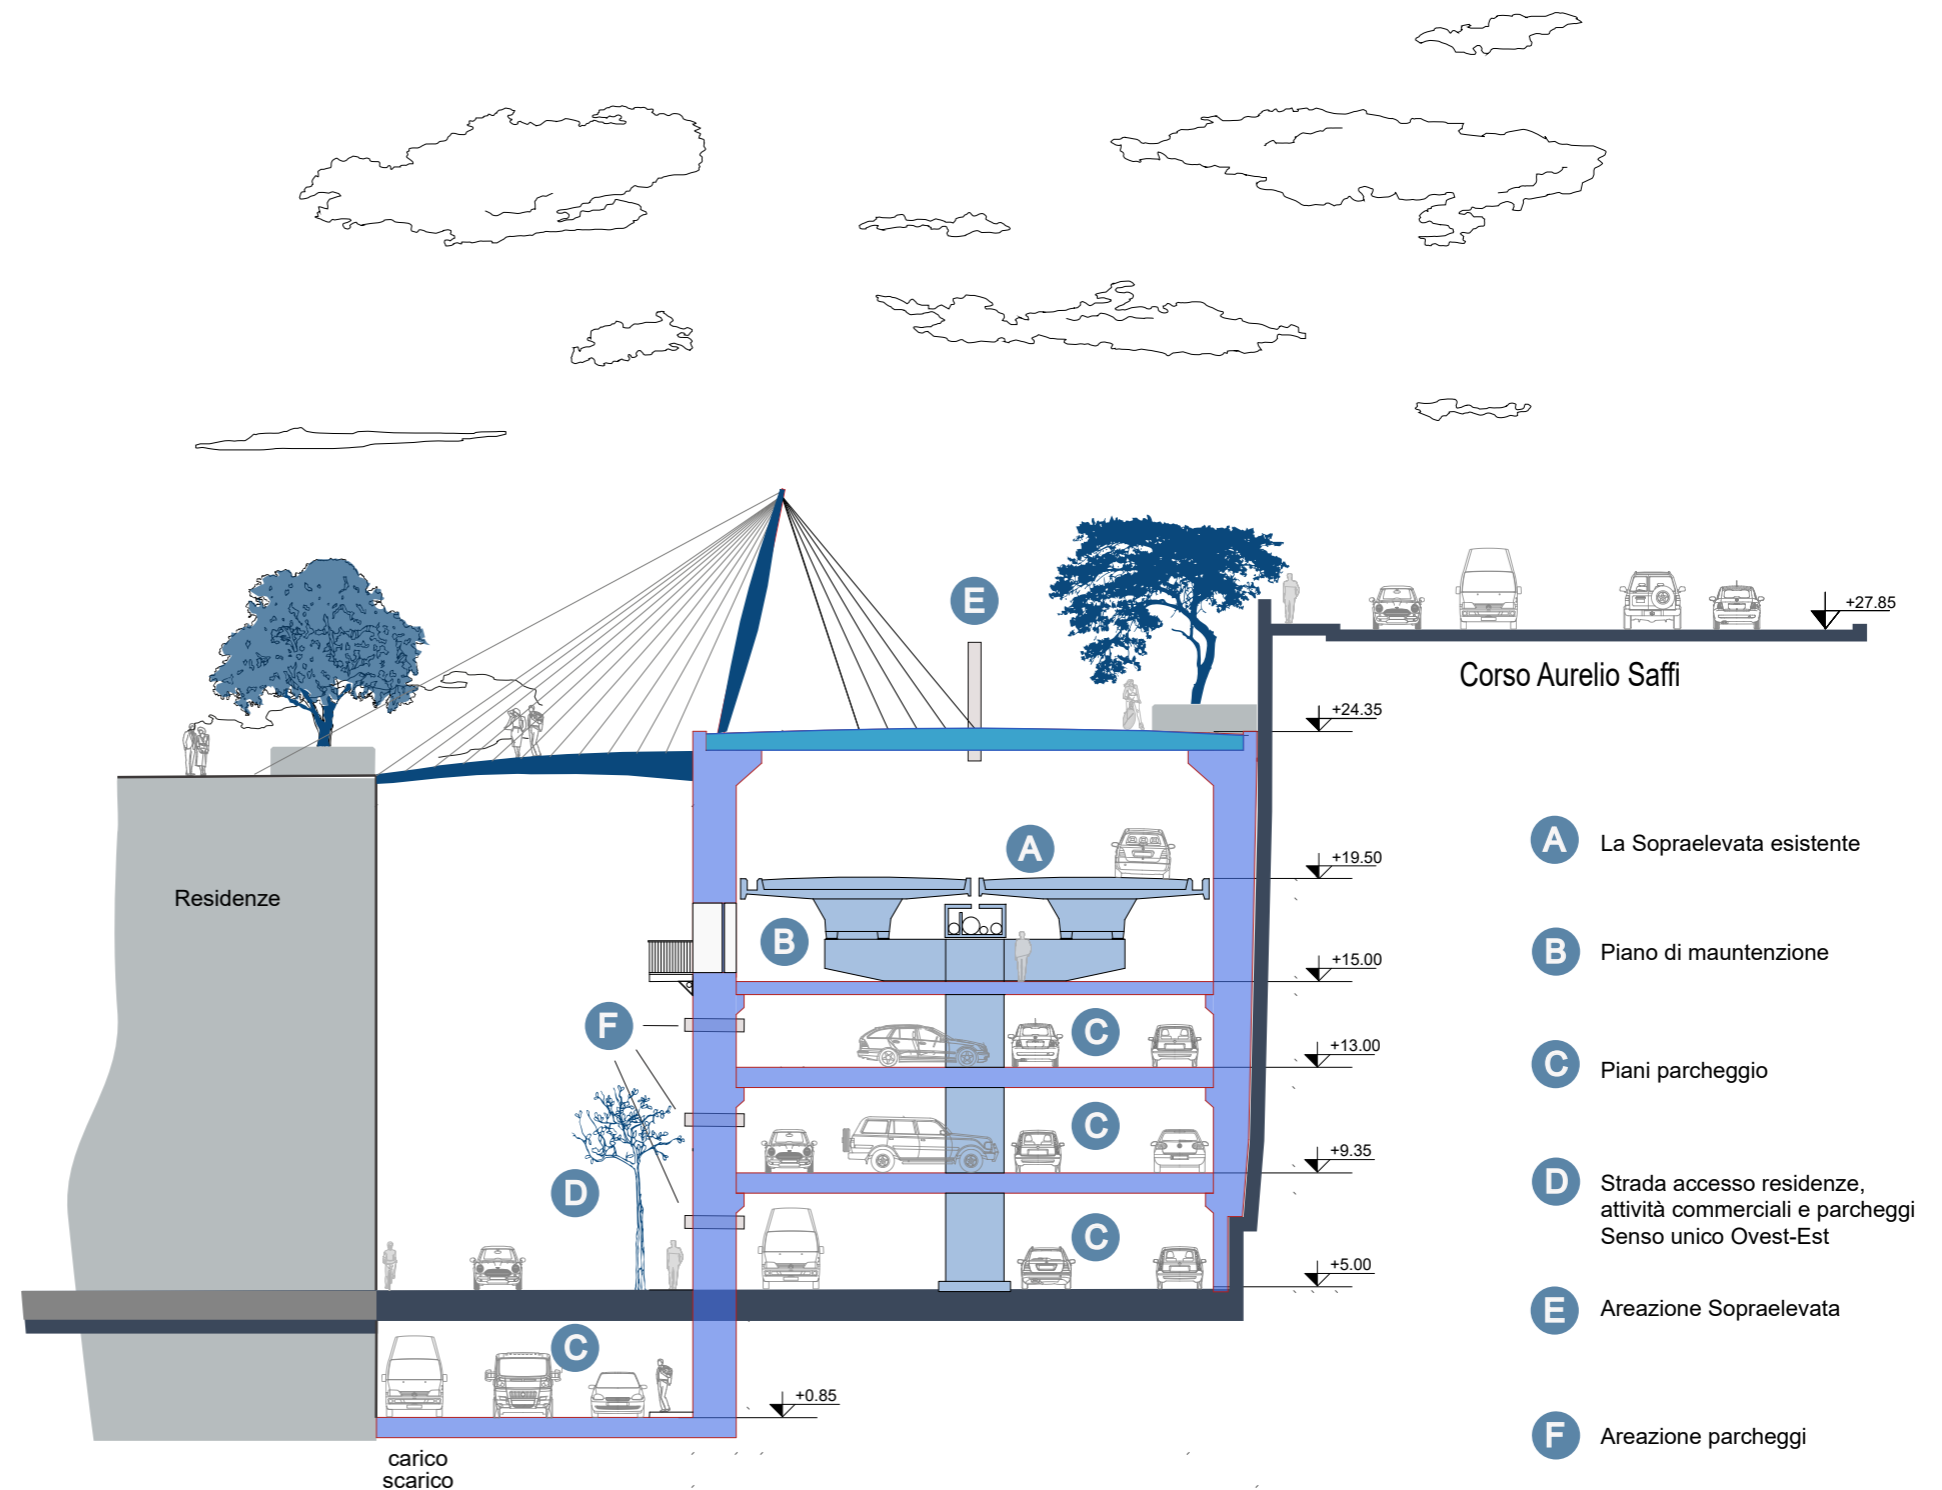 E
+27.85
Corso Aurelio Saffi
+24.35
A
+19.50
A La Sopraelevata esistente
Residenze
B
B Piano di mauntenzione
+15.00
F
C
+13.00
C Piani parcheggio
C
+9.35
D
D Strada accesso residenze,
attività commerciali e parcheggi
Senso unico Ovest-Est
C
+5.00
E Areazione Sopraelevata
C
+0.85
F Areazione parcheggi
carico
scarico